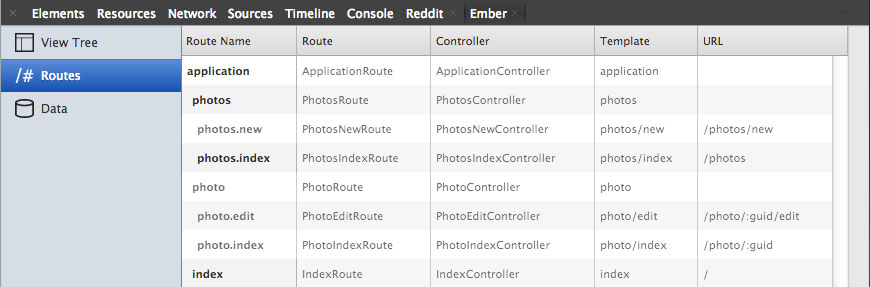 × Elements Resources Network Sources Timeline Console Reddit × Ember ×
View Tree
/# Routes
Data
Route Name Route Controller Template URL
application ApplicationRoute ApplicationController application
photos PhotosRoute PhotosController photos
photos.new PhotosNewRoute PhotosNewController photos/new /photos/new
photos.index PhotosIndexRoute PhotosIndexController photos/index /photos
photo PhotoRoute PhotoController photo
photo.edit PhotoEditRoute PhotoEditController photo/edit /photo/:guid/edit
photo.index PhotoIndexRoute PhotoIndexController photo/index /photo/:guid
index IndexRoute IndexController index /